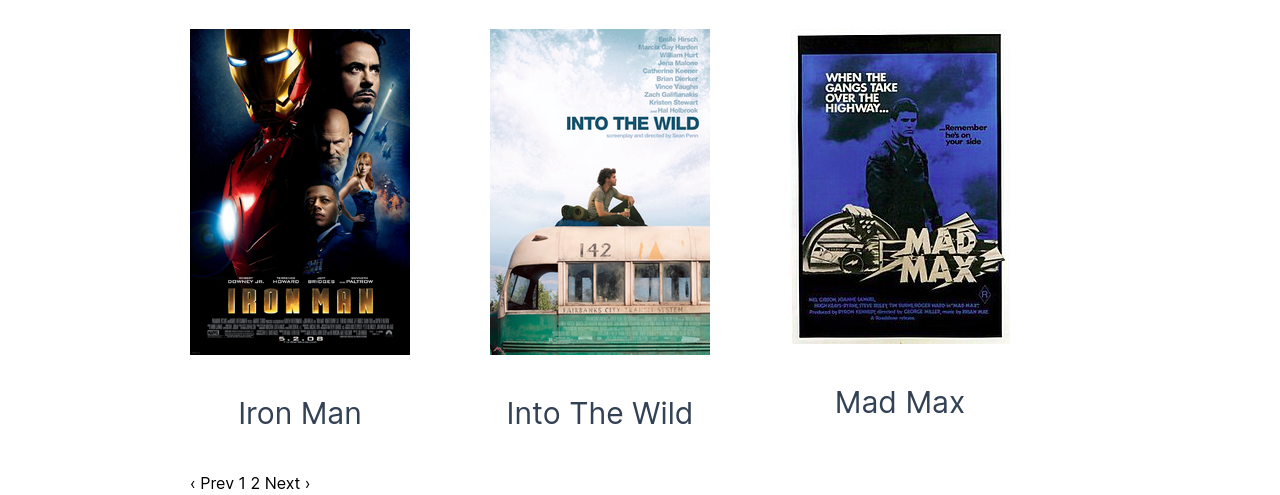 ROBERT DOWNEY JR. TERRENCE HOWARD JEFF BRIDGES AND GWYNETH PALTROW
IRON MAN
5.2.08
Emile Hirsch
Marcia Gay Harden
William Hurt
Jena Malone
Catherine Keener
Brian Dierker
Vince Vaughn
Zach Galifianakis
Kristen Stewart
and Hal Holbrook
INTO THE WILD
screenplay and directed by Sean Penn
142
FAIRBANKS CITY TRANSIT SYSTEM
WHEN THE
GANGS TAKE
OVER THE
HIGHWAY...
...Remember
he's on
your side
MAD
MAX
R
MEL GIBSON, JOANNE SAMUEL,
HUGH KEAYS-BYRNE, STEVE BISLEY, TIM BURNS, ROGER WARD in "MAD MAX"
Produced by BYRON KENNEDY, directed by GEORGE MILLER, music by BRIAN MAY.
A Roadshow release.
Iron Man
Into The Wild
Mad Max
‹ Prev 1 2 Next ›